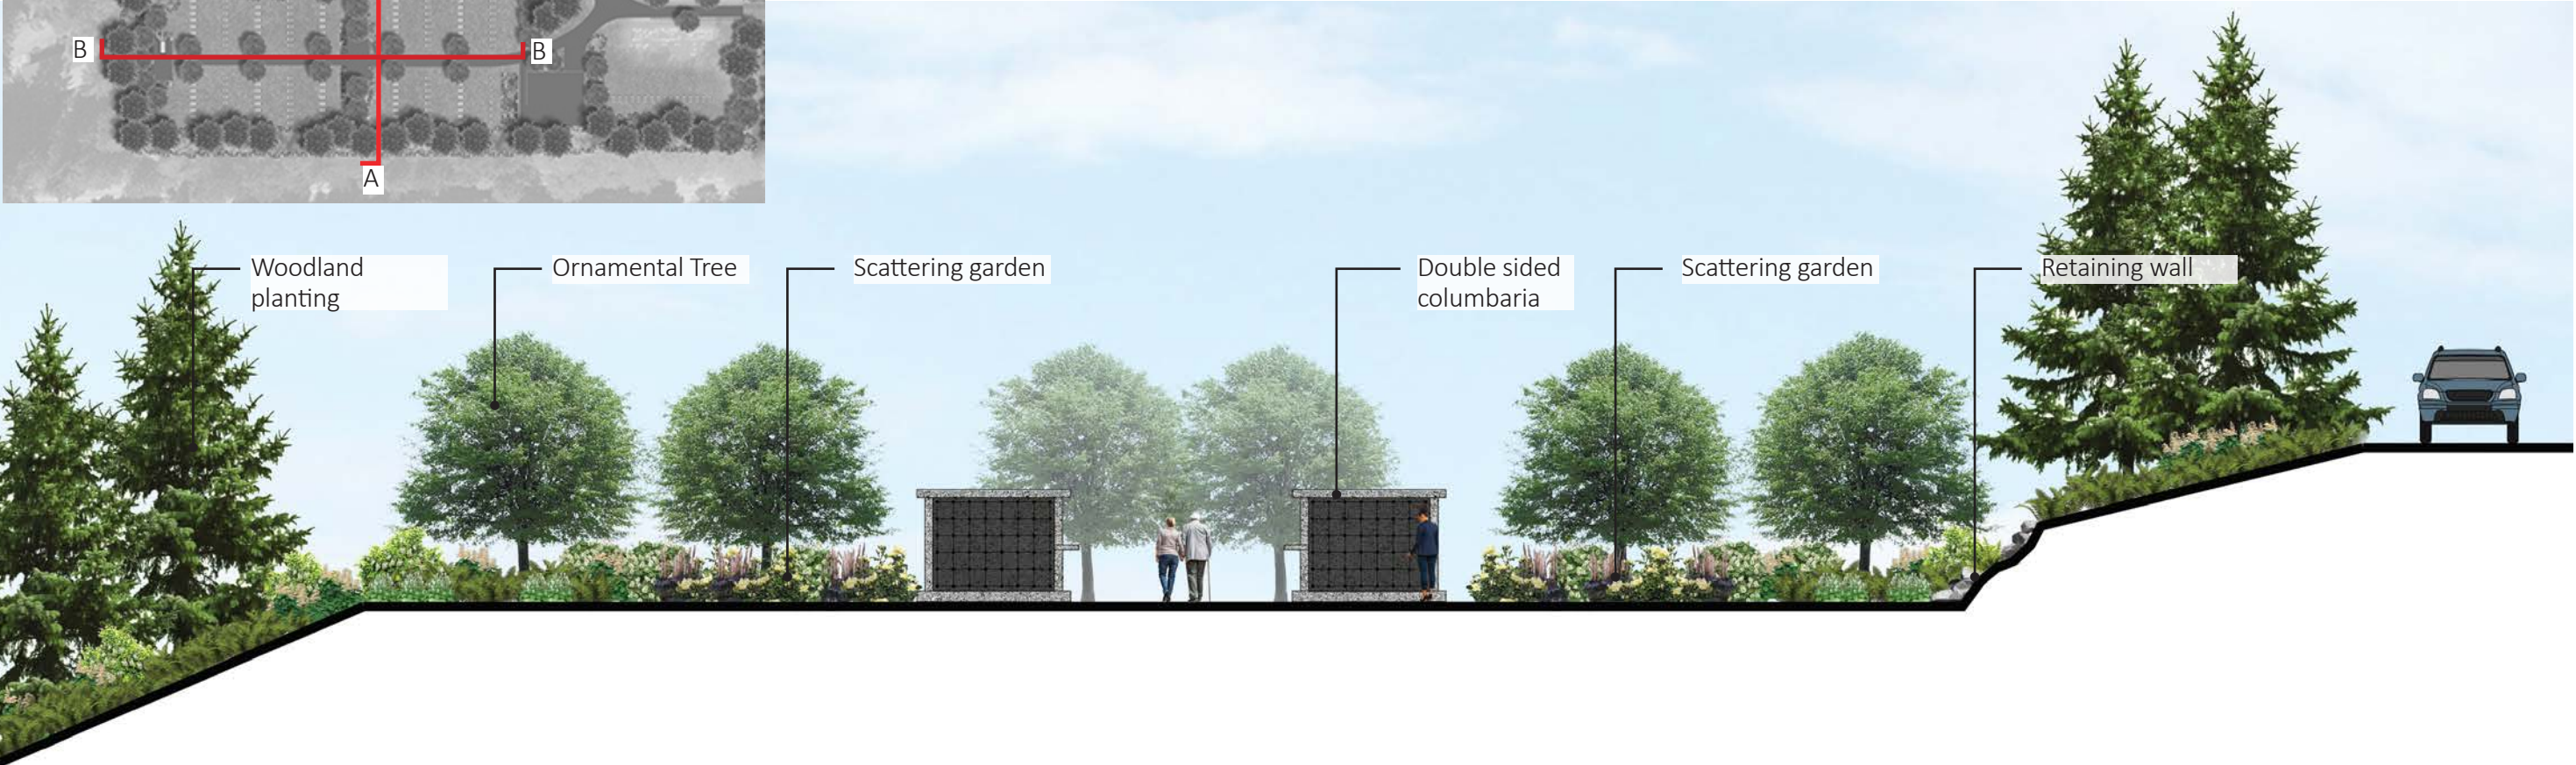 B
B
A
Woodland
planting
Ornamental Tree
Scattering garden
Double sided
columbaria
Scattering garden
Retaining wall